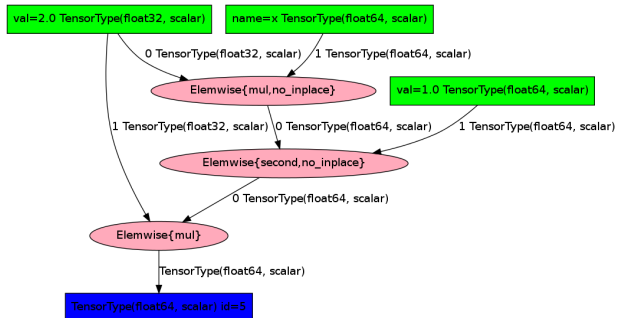 val=2.0 TensorType(float32, scalar)
name=x TensorType(float64, scalar)
0 TensorType(float32, scalar)
1 TensorType(float64, scalar)
Elemwise{mul,no_inplace}
val=1.0 TensorType(float64, scalar)
1 TensorType(float32, scalar)
0 TensorType(float64, scalar)
1 TensorType(float64, scalar)
Elemwise{second,no_inplace}
0 TensorType(float64, scalar)
Elemwise{mul}
TensorType(float64, scalar)
TensorType(float64, scalar) id=5